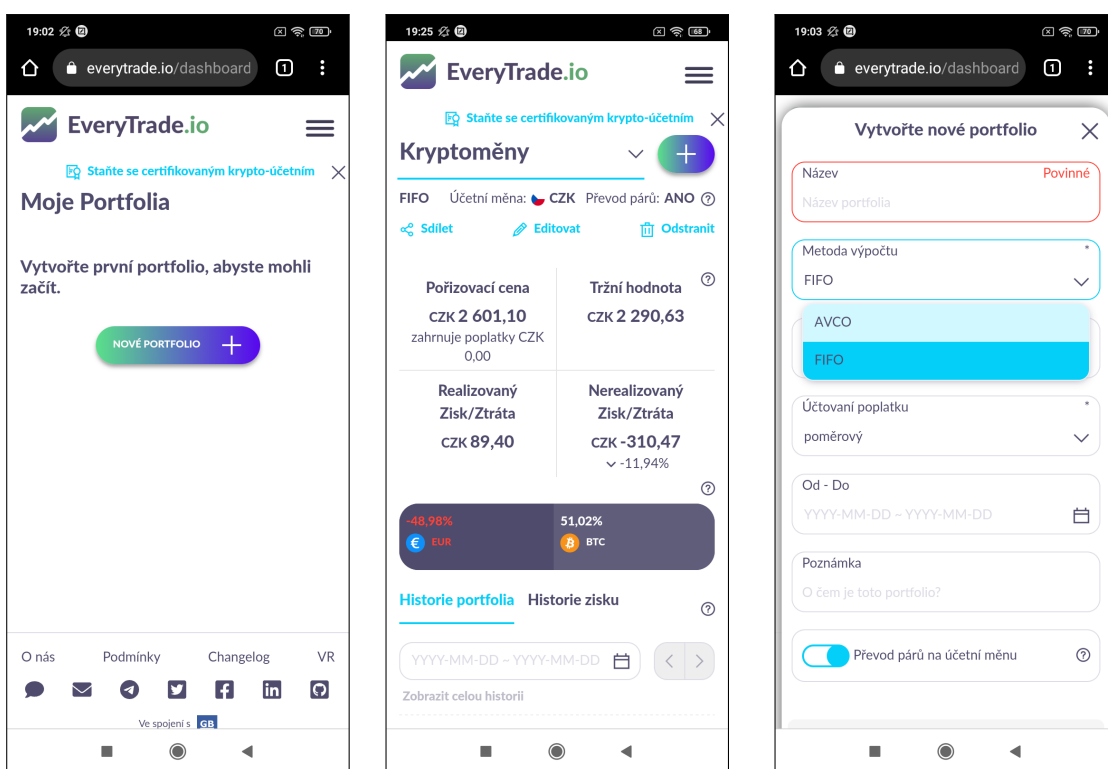 19:02
70
everytrade.io/dashboard
1
EveryTrade.io
Staňte se certifikovaným krypto-účetním
Moje Portfolia
Vytvořte první portfolio, abyste mohli
začít.
NOVÉ PORTFOLIO
O nás
Podmínky
Changelog
VR
Ve spojení s
GB
19:25
68
EveryTrade.io
Staňte se certifikovaným krypto-účetním
Kryptoměny
FIFO Účetní měna: CZK Převod párů: ANO
Sdílet
Editovat
Odstranit
Pořizovací cena
CZK 2 601,10
zahrnuje poplatky CZK
0,00
Tržní hodnota
CZK 2 290,63
Realizovaný
Zisk/Ztráta
CZK 89,40
Nerealizovaný
Zisk/Ztráta
CZK -310,47
-11,94%
-48,98%
EUR
51,02%
BTC
Historie portfolia
Historie zisku
YYYY-MM-DD ~ YYYY-MM-DD
Zobrazit celou historii
19:03
70
everytrade.io/dashboard
1
Vytvořte nové portfolio
Název
Povinné
Název portfolia
Metoda výpočtu *
FIFO
AVCO
FIFO
Účtovaní poplatku *
poměrový
Od - Do
YYYY-MM-DD ~ YYYY-MM-DD
Poznámka
O čem je toto portfolio?
Převod párů na účetní měnu